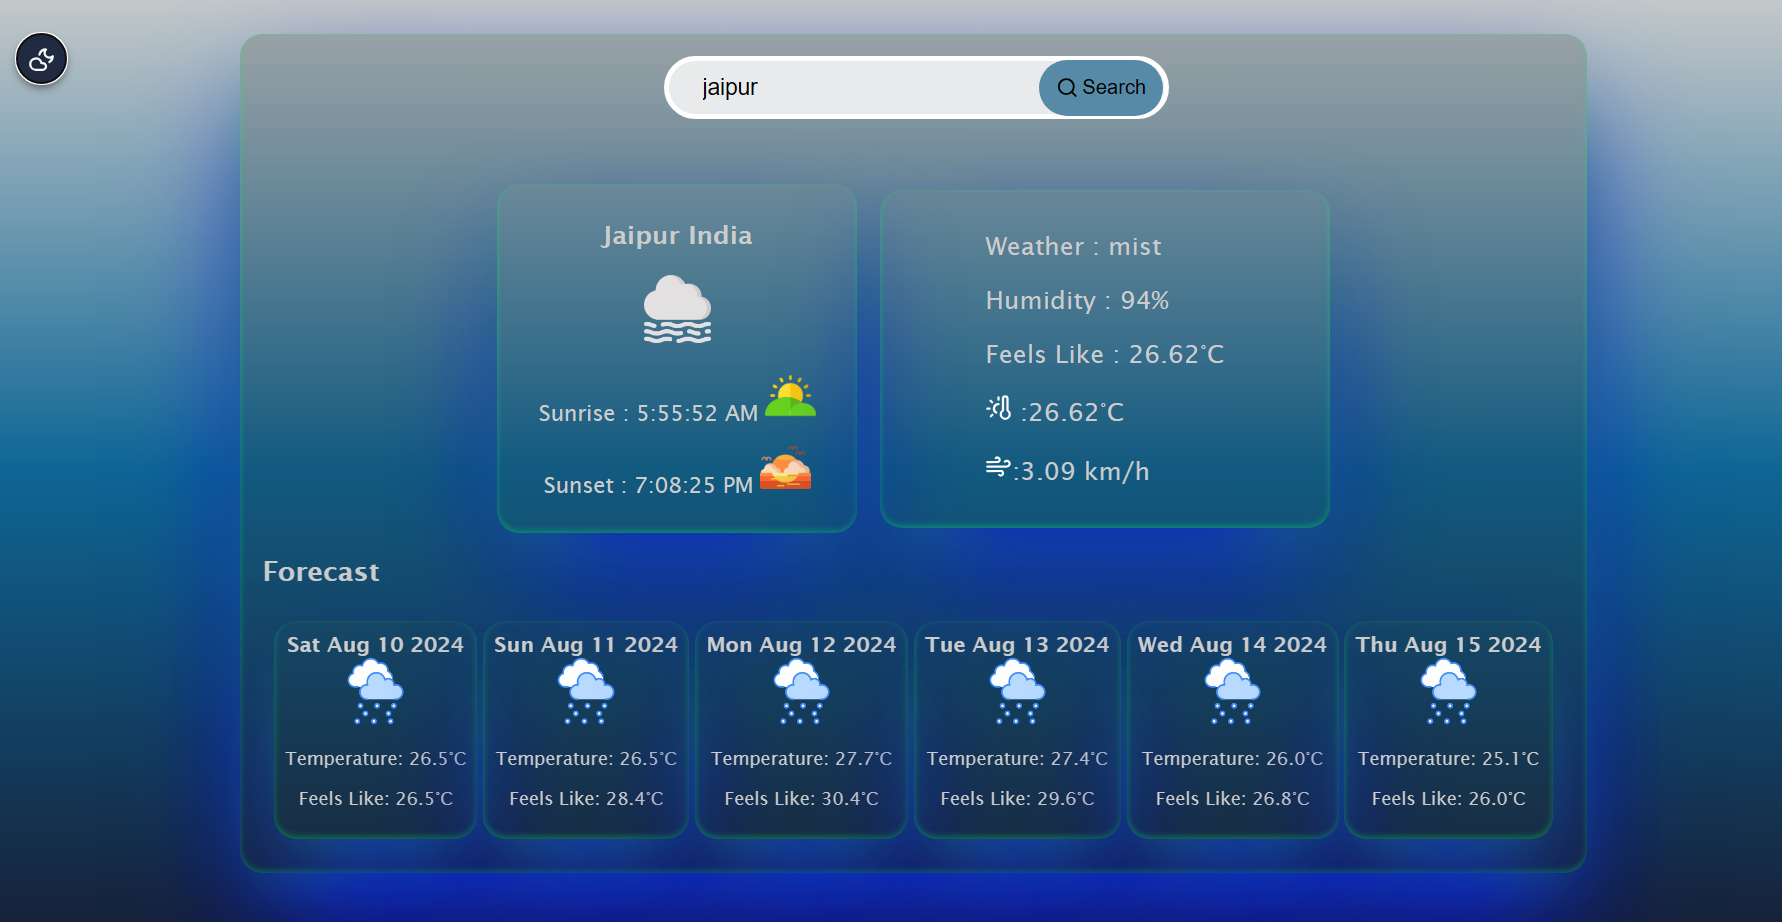 jaipur
Search
Jaipur India
Sunrise : 5:55:52 AM
Sunset : 7:08:25 PM
Weather : mist
Humidity : 94%
Feels Like : 26.62°C
:26.62°C
:3.09 km/h
Forecast
Sat Aug 10 2024
Temperature: 26.5°C
Feels Like: 26.5°C
Sun Aug 11 2024
Temperature: 26.5°C
Feels Like: 28.4°C
Mon Aug 12 2024
Temperature: 27.7°C
Feels Like: 30.4°C
Tue Aug 13 2024
Temperature: 27.4°C
Feels Like: 29.6°C
Wed Aug 14 2024
Temperature: 26.0°C
Feels Like: 26.8°C
Thu Aug 15 2024
Temperature: 25.1°C
Feels Like: 26.0°C